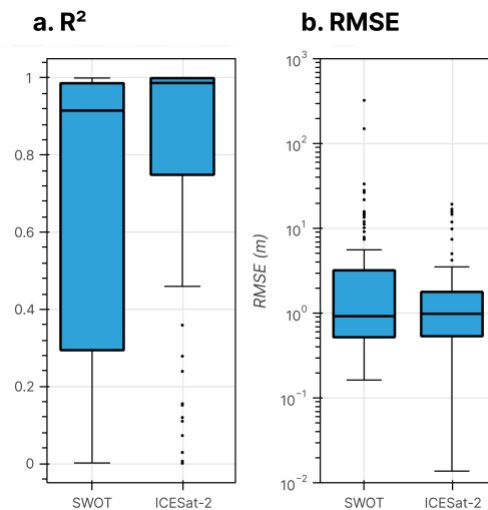 a. R²
1
0.8
0.6
0.4
0.2
0
SWOT
ICESat-2
b. RMSE
RMSE (m)
10³
10²
10¹
10⁰
10⁻¹
10⁻²
SWOT
ICESat-2